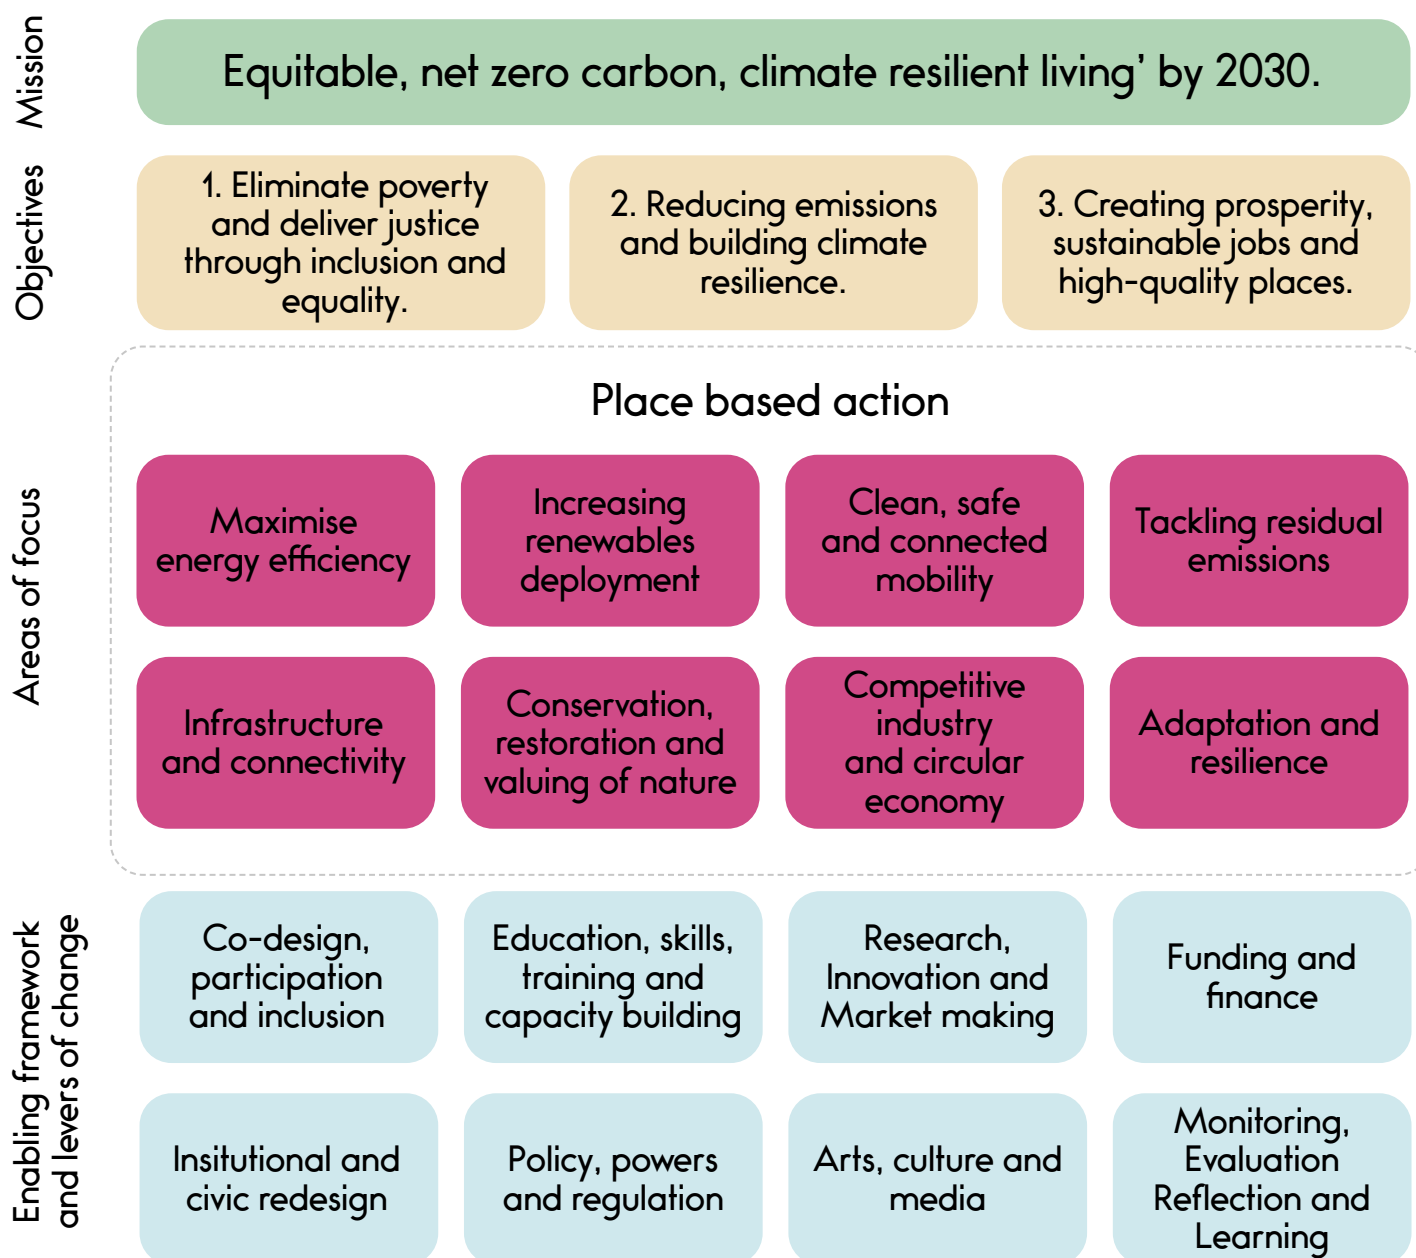 Mission
Equitable, net zero carbon, climate resilient living’ by 2030.
Objectives
1. Eliminate poverty
and deliver justice
through inclusion and
equality.
2. Reducing emissions
and building climate
resilience.
3. Creating prosperity,
sustainable jobs and
high-quality places.
Areas of focus
Place based action
Maximise
energy efficiency
Increasing
renewables
deployment
Clean, safe
and connected
mobility
Tackling residual
emissions
Infrastructure
and connectivity
Conservation,
restoration and
valuing of nature
Competitive
industry
and circular
economy
Adaptation and
resilience
Enabling framework
and levers of change
Co-design,
participation
and inclusion
Education, skills,
training and
capacity building
Research,
Innovation and
Market making
Funding and
finance
Insitutional and
civic redesign
Policy, powers
and regulation
Arts, culture and
media
Monitoring,
Evaluation
Reflection and
Learning